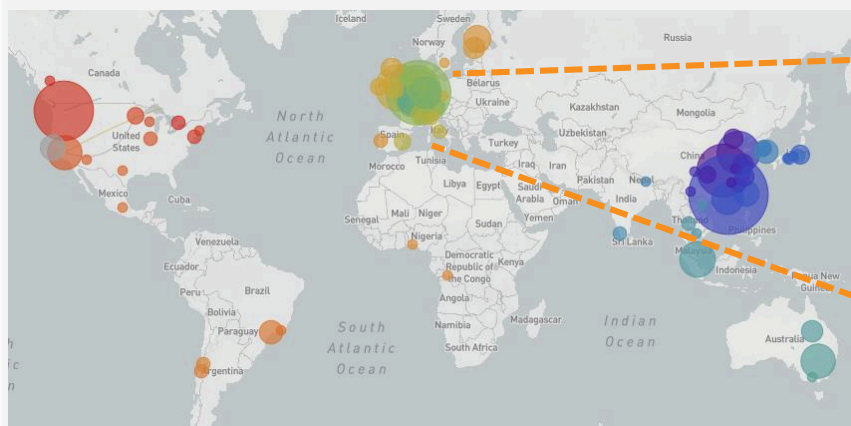 Iceland
Sweden
Norway
Russia
Canada
Belarus
Ukraine
Kazakhstan
Mongolia
North
Atlantic
Ocean
United
States
Spain
Italy
Turkey
Uzbekistan
China
Morocco
Tunisia
Iraq
Iran
Pakistan
Mexico
Cuba
Libya
Egypt
Saudi
Arabia
Oman
India
Senegal
Mali
Niger
Sudan
Yemen
Thailand
Philippines
Venezuela
Nigeria
Sri Lanka
Malaysia
Ecuador
Democratic
Republic of
the Congo
Kenya
Indonesia
Papua New
Guinea
Peru
Brazil
Angola
Bolivia
Namibia
Madagascar
Paraguay
South
Atlantic
Ocean
Indian
Ocean
Australia
South Africa
Argentina